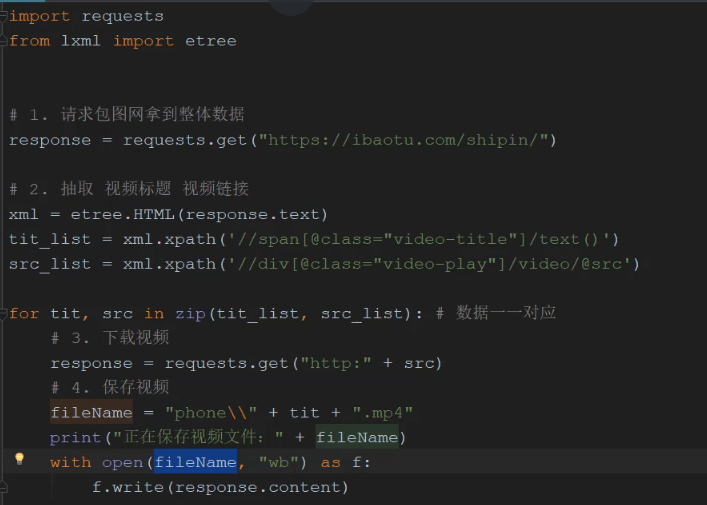 import requests
from lxml import etree
# 1. 请求包图网拿到整体数据
response = requests.get("https://ibaotu.com/shipin/")
# 2. 抽取 视频标题 视频链接
xml = etree.HTML(response.text)
tit_list = xml.xpath('//span[@class="video-title"]/text()')
src_list = xml.xpath('//div[@class="video-play"]/video/@src')
for tit, src in zip(tit_list, src_list): # 数据一一对应
    # 3. 下载视频
    response = requests.get("http:" + src)
    # 4. 保存视频
    fileName = "phone\\" + tit + ".mp4"
    print("正在保存视频文件: " + fileName)
    with open(fileName, "wb") as f:
        f.write(response.content)